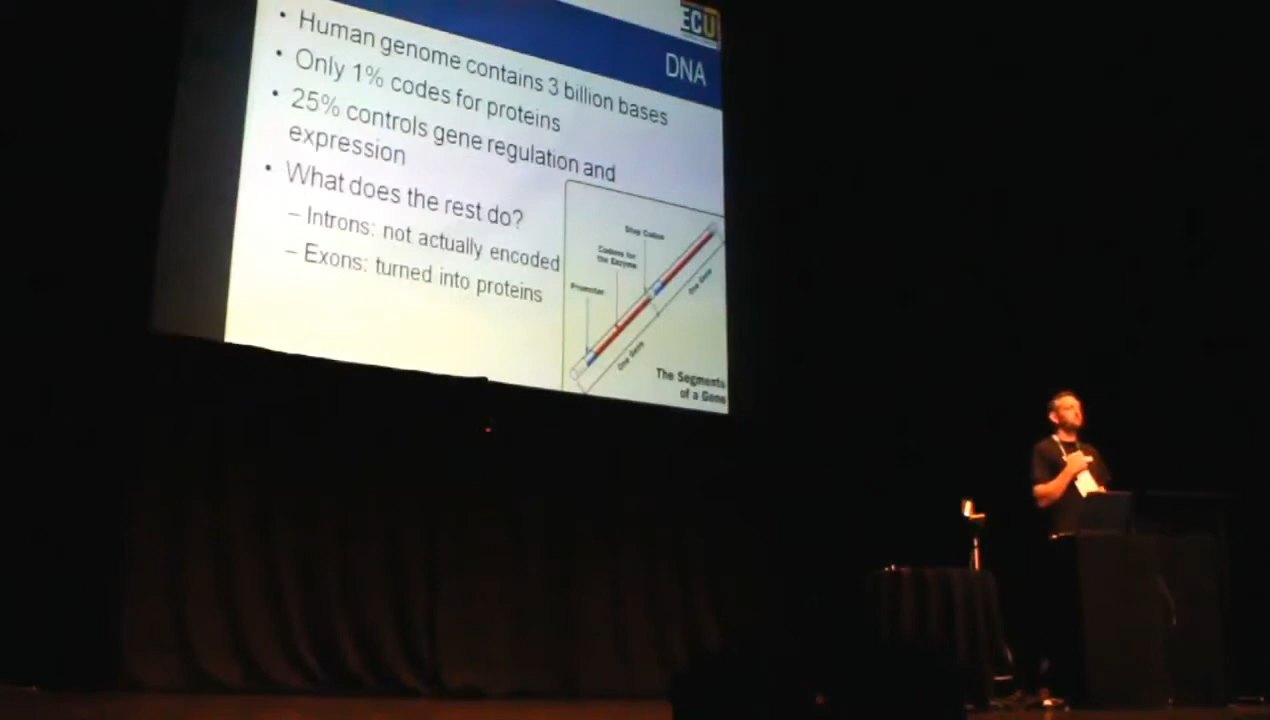 ECU
DNA
• Human genome contains 3 billion bases
• Only 1% codes for proteins
• 25% controls gene regulation and
expression
• What does the rest do?
– Introns: not actually encoded
– Exons: turned into proteins
Stop Codon
Codons for
the Enzyme
Promoter
One Gene
One Gene
The Segments
of a Gene